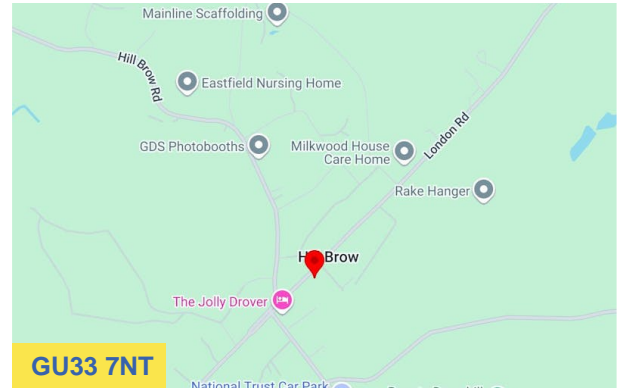 Mainline Scaffolding
Hill Brow Rd
Eastfield Nursing Home
GDS Photobooths
Milkwood House
Care Home
London Rd
Rake Hanger
Brow
The Jolly Drover
GU33 7NT
National Trust Car Park